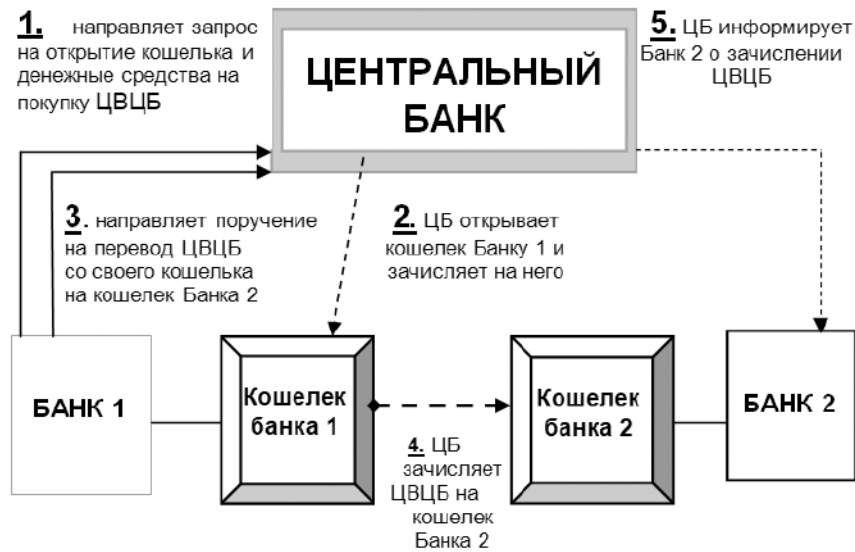 1. направляет запрос
на открытие кошелька и
денежные средства на
покупку ЦВЦБ
ЦЕНТРАЛЬНЫЙ
БАНК
5. ЦБ информирует
Банк 2 о зачислении
ЦВЦБ
3. направляет поручение
на перевод ЦВЦБ
со своего кошелька
на кошелек Банка 2
2. ЦБ открывает
кошелек Банку 1 и
зачисляет на него
БАНК 1
Кошелек
банка 1
4. ЦБ
зачисляет
ЦВЦБ на
кошелек
Банка 2
Кошелек
банка 2
БАНК 2